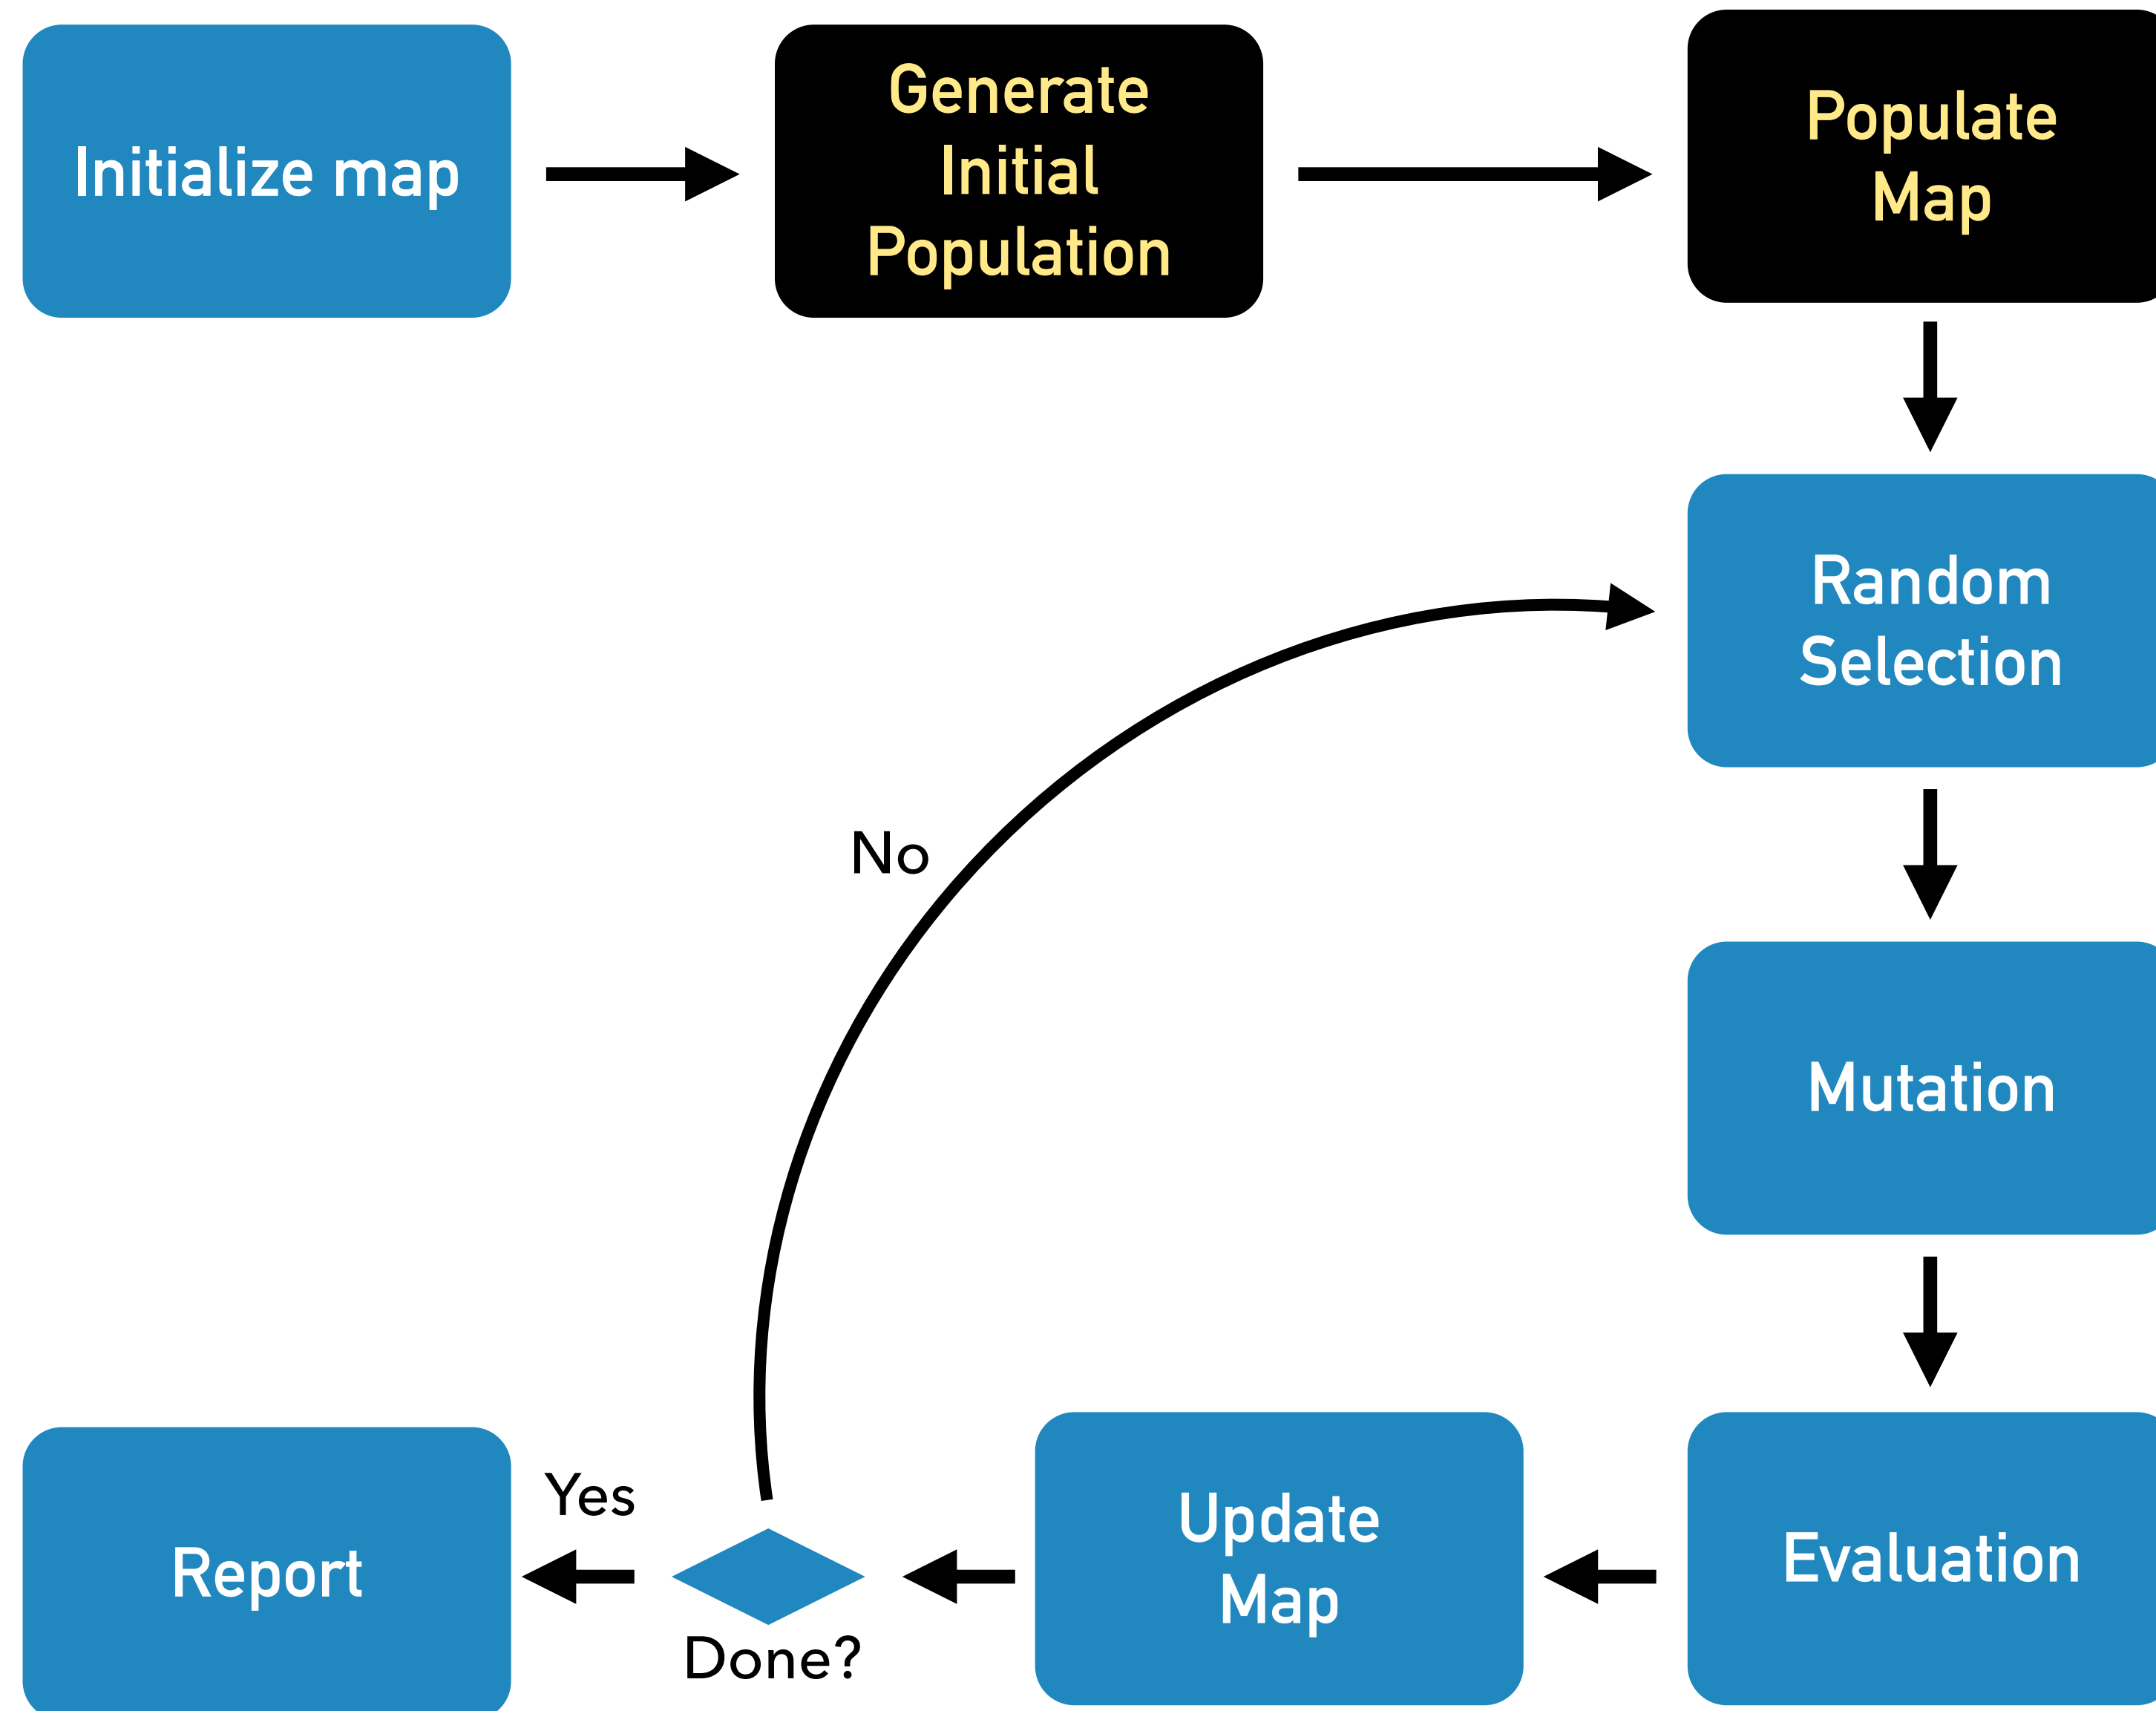 Initialize map
Generate
Initial
Population
Populate
Map
Random
Selection
No
Mutation
Evaluation
Update
Map
Done?
Yes
Report